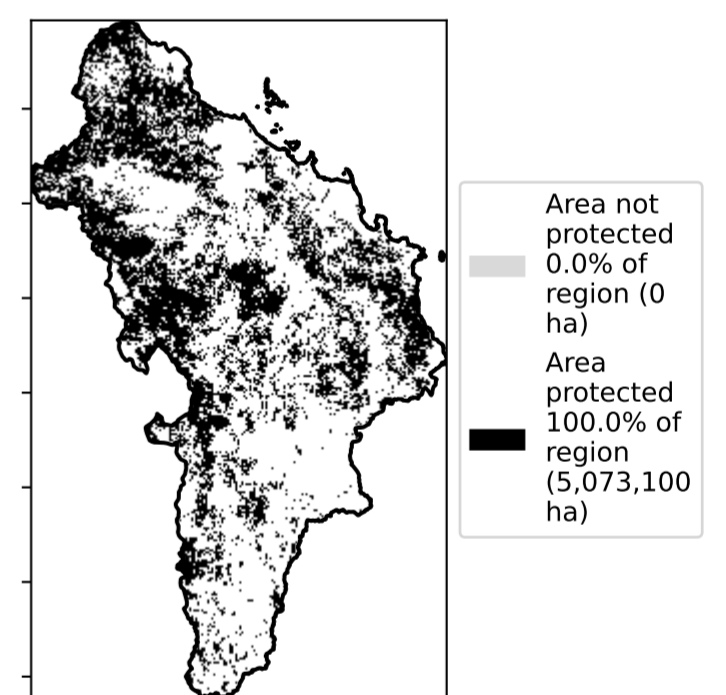 Area not
protected
0.0% of
region (0
ha)
Area
protected
100.0% of
region
(5,073,100
ha)